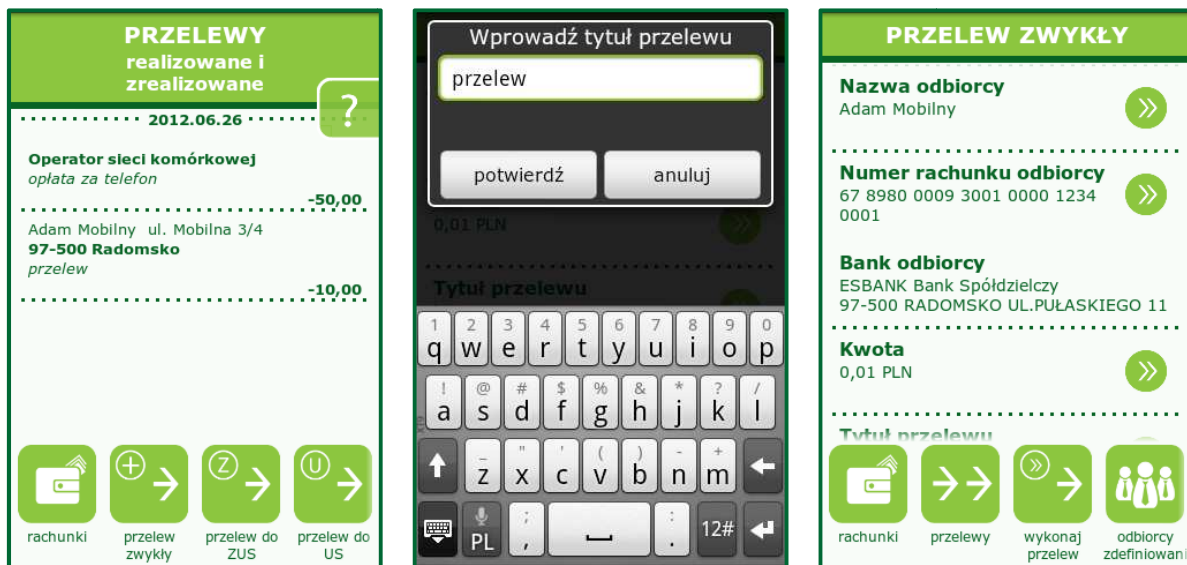 PRZELEWY
realizowane i
zrealizowane
?
2012.06.26
Operator sieci komórkowej
opłata za telefon
-50,00
Adam Mobilny ul. Mobilna 3/4
97-500 Radomsko
przelew
-10,00
Z
U
rachunki
przelew zwykły
przelew do ZUS
przelew do US
Wprowadź tytuł przelewu
przelew
potwierdź anuluj
0,01 PLN
Tytuł przelewu
1 2 3 4 5 6 7 8 9 0
q w e r t y u i o p
! @ # $ % & * ? /
a s d f g h j k l
_ " ' ( ) - +
z x c v b n m
; :
PL , . 12#
PRZELEW ZWYKŁY
Nazwa odbiorcy
Adam Mobilny
Numer rachunku odbiorcy
67 8980 0009 3001 0000 1234
0001
Bank odbiorcy
ESBANK Bank Spółdzielczy
97-500 RADOMSKO UL.PUŁASKIEGO 11
Kwota
0,01 PLN
Tytuł przelewu
rachunki
przelewy
wykonaj przelew
odbiorcy zdefiniowani